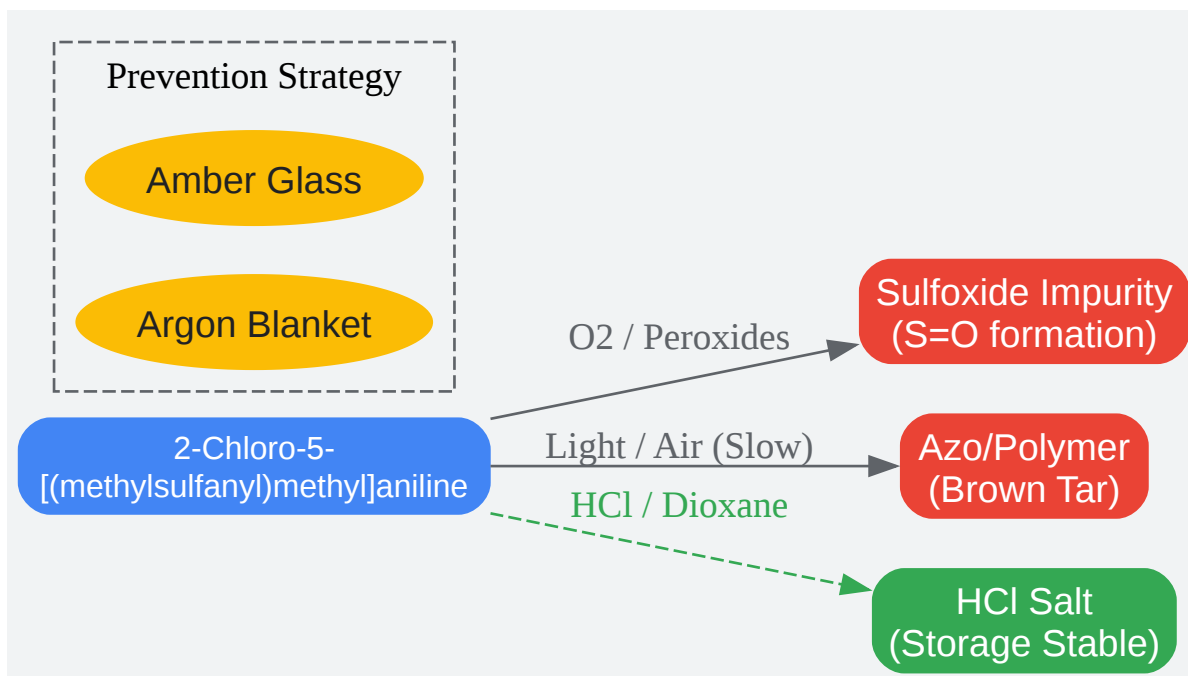 Prevention Strategy
Amber Glass
Argon Blanket
2-Chloro-5-
[(methylsulfanyl)methyl]aniline
O2 / Peroxides
Light / Air (Slow)
HCl / Dioxane
Sulfoxide Impurity
(S=O formation)
Azo/Polymer
(Brown Tar)
HCl Salt
(Storage Stable)